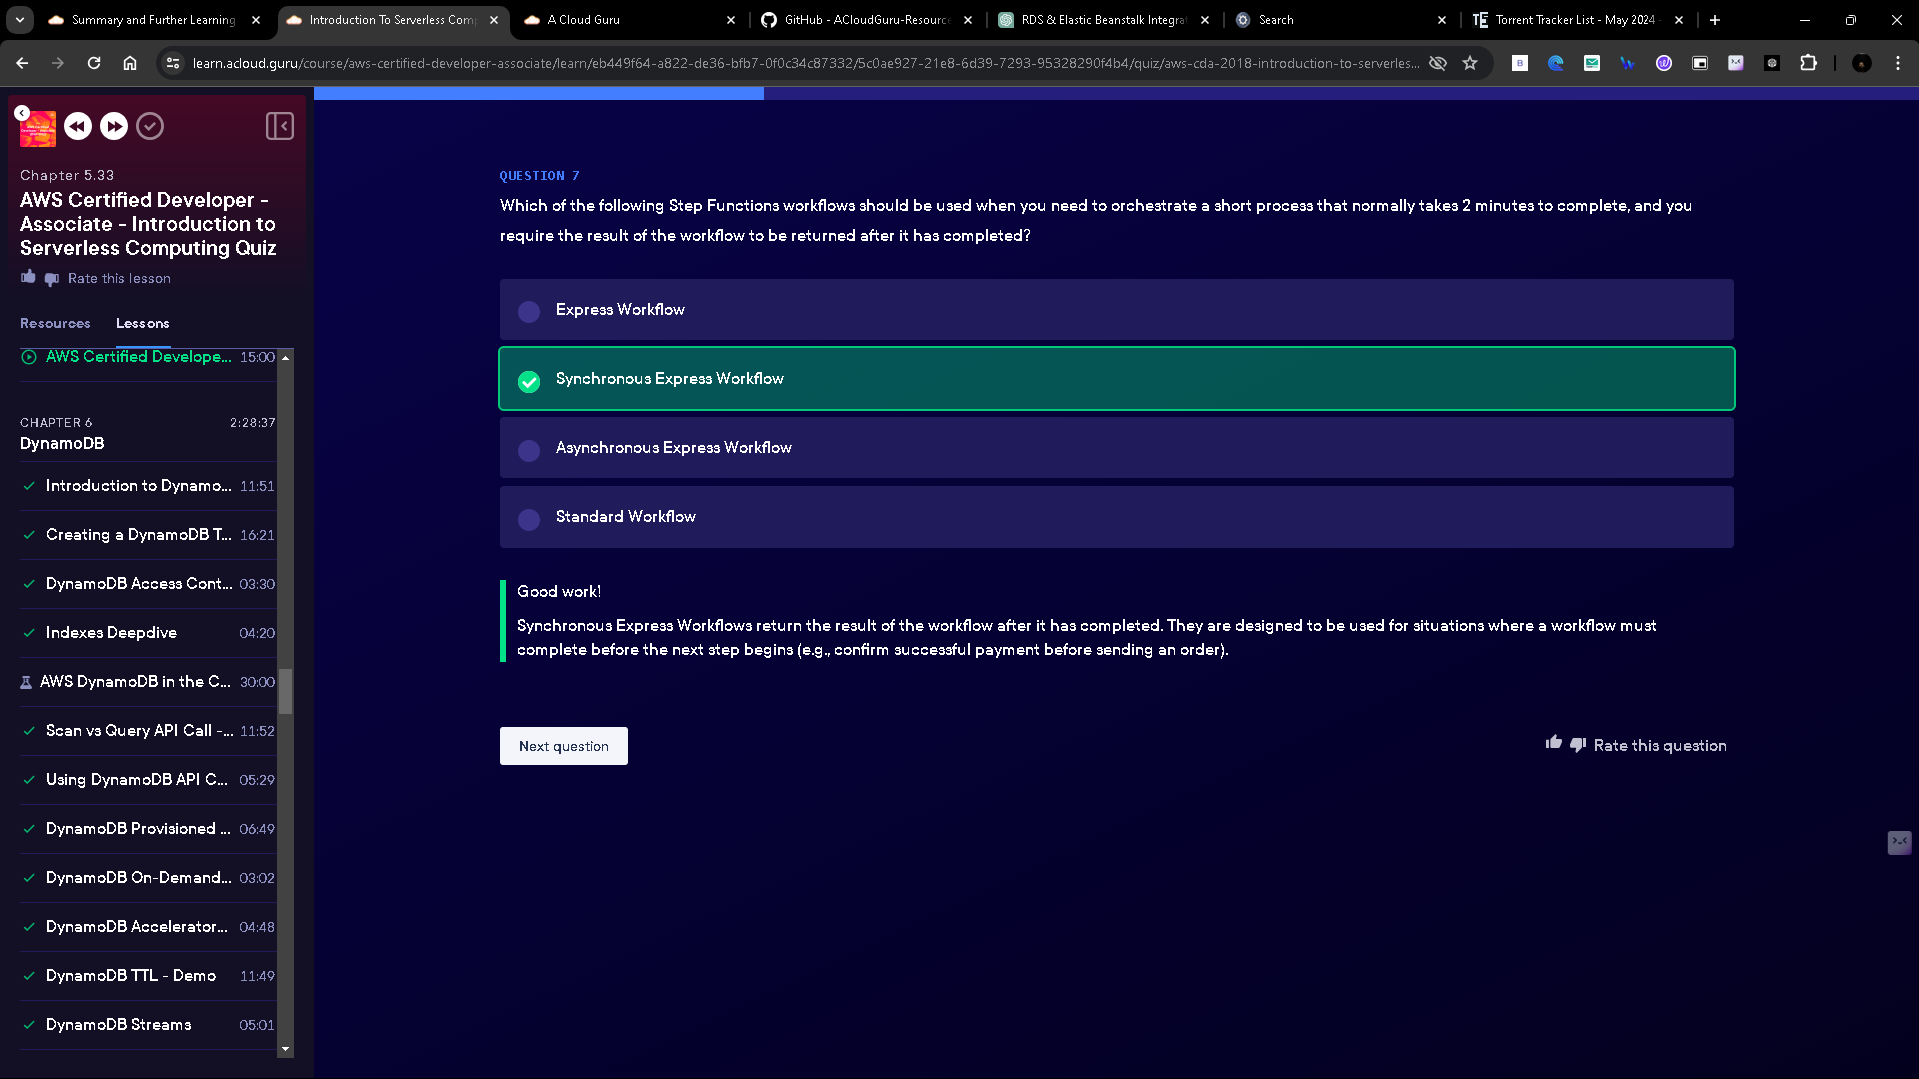 Summary and Further Learning
Introduction To Serverless Com
A Cloud Guru
GitHub - ACloudGuru-Resource
RDS & Elastic Beanstalk Integrat
Search
Torrent Tracker List - May 2024 -
learn.acloud.guru/course/aws-certified-developer-associate/learn/eb449f64-a822-de36-bfb7-0f0c34c87332/5c0ae927-21e8-6d39-7293-95328290f4b4/quiz/aws-cda-2018-introduction-to-serverles...
Chapter 5.33
AWS Certified Developer -
Associate - Introduction to
Serverless Computing Quiz
Rate this lesson
Resources
Lessons
AWS Certified Develope... 15:00
CHAPTER 6 2:28:37
DynamoDB
Introduction to Dynamo... 11:51
Creating a DynamoDB T... 16:21
DynamoDB Access Cont... 03:30
Indexes Deepdive 04:20
AWS DynamoDB in the C... 30:00
Scan vs Query API Call -... 11:52
Using DynamoDB API C... 05:29
DynamoDB Provisioned ... 06:49
DynamoDB On-Demand... 03:02
DynamoDB Accelerator... 04:48
DynamoDB TTL - Demo 11:49
DynamoDB Streams 05:01
QUESTION 7
Which of the following Step Functions workflows should be used when you need to orchestrate a short process that normally takes 2 minutes to complete, and you
require the result of the workflow to be returned after it has completed?
Express Workflow
Synchronous Express Workflow
Asynchronous Express Workflow
Standard Workflow
Good work!
Synchronous Express Workflows return the result of the workflow after it has completed. They are designed to be used for situations where a workflow must
complete before the next step begins (e.g., confirm successful payment before sending an order).
Next question
Rate this question